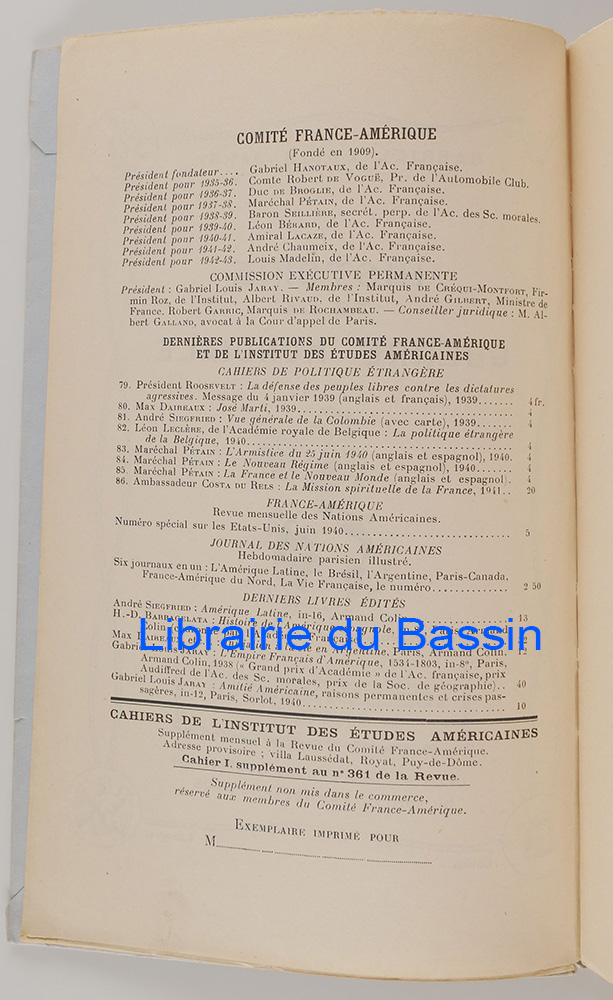 COMITÉ FRANCE-AMÉRIQUE
(Fondé en 1909).
Président fondateur.... Gabriel HANOTAUX, de l'Ac. Française.
Président pour 1935-36. Comte Robert DE VOGUË, Pr. de l'Automobile Club.
Président pour 1936-37. Duc DE BROGLIE, de l'Ac. Française.
Président pour 1937-38. Maréchal PÉTAIN, de l'Ac. Française.
Président pour 1938-39. Baron SEILLIÈRE, secrét. perp. de l'Ac. des Sc. morales.
Président pour 1939-40. Léon BÉRARD, de l'Ac. Française.
Président pour 1940-41. Amiral LACAZE, de l'Ac. Française.
Président pour 1941-42. André CHAUMEIX, de l'Ac. Française.
Président pour 1942-43. Louis MADELIN, de l'Ac. Française.
COMMISSION EXÉCUTIVE PERMANENTE
Président : Gabriel Louis JARAY. — Membres : Marquis DE CRÉQUI-MONTFORT, Fir-
min ROZ, de l'Institut, Albert RIVAUD, de l'Institut, André GILBERT, Ministre de
France. Robert GARRIC, Marquis DE ROCHAMBEAU. — Conseiller juridique : M. Al-
bert GALLAND, avocat à la Cour d'appel de Paris.
DERNIÈRES PUBLICATIONS DU COMITÉ FRANCE-AMÉRIQUE
ET DE L'INSTITUT DES ÉTUDES AMÉRICAINES
CAHIERS DE POLITIQUE ÉTRANGÈRE
79. Président ROOSEVELT : La défense des peuples libres contre les dictatures
agressives. Message du 4 janvier 1939 (anglais et français), 1939....... 4 fr.
80. Max DAIREAUX : José Marti, 1939........ 4
81. André SIEGFRIED : Vue générale de la Colombie (avec carte), 1939....... 4
82. Léon LECLÈRE, de l'Académie royale de Belgique : La politique étrangère
de la Belgique, 1940........ 4
83. Maréchal PÉTAIN : L'Armistice du 25 juin 1940 (anglais et espagnol), 1940. 4
84. Maréchal PÉTAIN : Le Nouveau Régime (anglais et espagnol), 1940....... 4
85. Maréchal PÉTAIN : La France et le Nouveau Monde (anglais et espagnol). 4
86. Ambassadeur COSTA DU RELS : La Mission spirituelle de la France, 1941.. 20
FRANCE-AMÉRIQUE
Revue mensuelle des Nations Américaines.
Numéro spécial sur les Etats-Unis, juin 1940........ 5
JOURNAL DES NATIONS AMÉRICAINES
Hebdomadaire parisien illustré.
Six journaux en un : L'Amérique Latine, le Brésil, l'Argentine, Paris-Canada,
France-Amérique du Nord, La Vie Française, le numéro........ 2 50
DERNIERS LIVRES ÉDITÉS
André SIEGFRIED : Amérique Latine, in-16, Armand Colin........ 13
H.-D. BARB
Librairie du Bassin
en Argentine, Paris, Armand Colin. 12
Gabriel Louis JARAY : L'Empire Français d'Amérique, 1534-1803, in-8°, Paris,
Armand Colin, 1938 (« Grand prix d'Académie » de l'Ac. française, prix
Audiffred de l'Ac. des Sc. morales, prix de la Soc. de géographie).. 40
Gabriel Louis JARAY : Amitié Américaine, raisons permanentes et crises pas-
sagères, in-12, Paris, Sorlot, 1940........ 10
CAHIERS DE L'INSTITUT DES ÉTUDES AMÉRICAINES
Supplément mensuel à la Revue du Comité France-Amérique.
Adresse provisoire ; villa Laussédat, Royat, Puy-de-Dôme.
Cahier I, supplément au n° 361 de la Revue.
Supplément non mis dans le commerce,
réservé aux membres du Comité France-Amérique.
EXEMPLAIRE IMPRIMÉ POUR
M